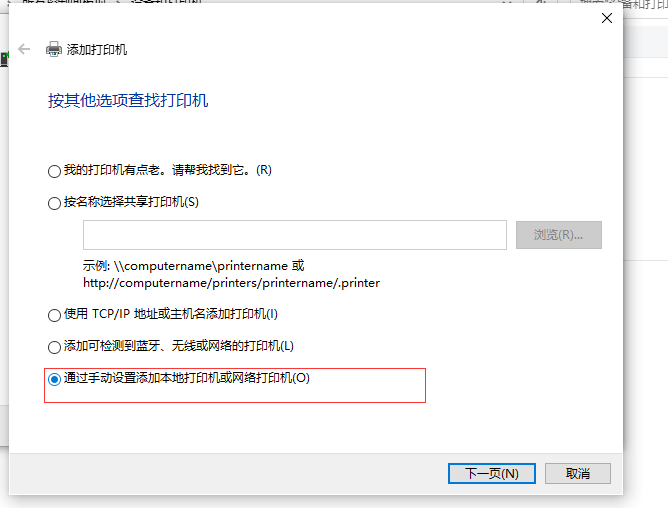 添加打印机
按其他选项查找打印机
我的打印机有点老。请帮我找到它。(R)
按名称选择共享打印机(S)
浏览(R)...
示例: \\computername\printername 或
http://computername/printers/printername/.printer
使用 TCP/IP 地址或主机名添加打印机(I)
添加可检测到蓝牙、无线或网络的打印机(L)
通过手动设置添加本地打印机或网络打印机(O)
下一页(N)
取消